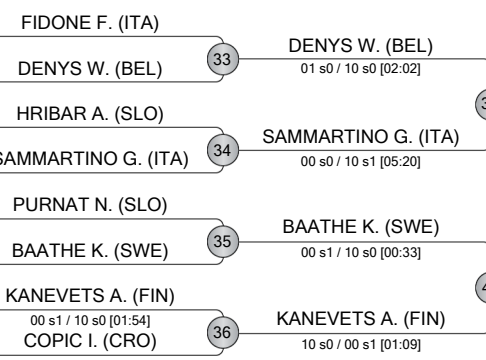 FIDONE F. (ITA)
33
DENYS W. (BEL)
DENYS W. (BEL)
01 s0 / 10 s0 [02:02]
HRIBAR A. (SLO)
34
SAMMARTINO G. (ITA)
SAMMARTINO G. (ITA)
00 s0 / 10 s1 [05:20]
PURNAT N. (SLO)
35
BAATHE K. (SWE)
BAATHE K. (SWE)
00 s1 / 10 s0 [00:33]
KANEVETS A. (FIN)
00 s1 / 10 s0 [01:54]
COPIC I. (CRO)
36
KANEVETS A. (FIN)
10 s0 / 00 s1 [01:09]